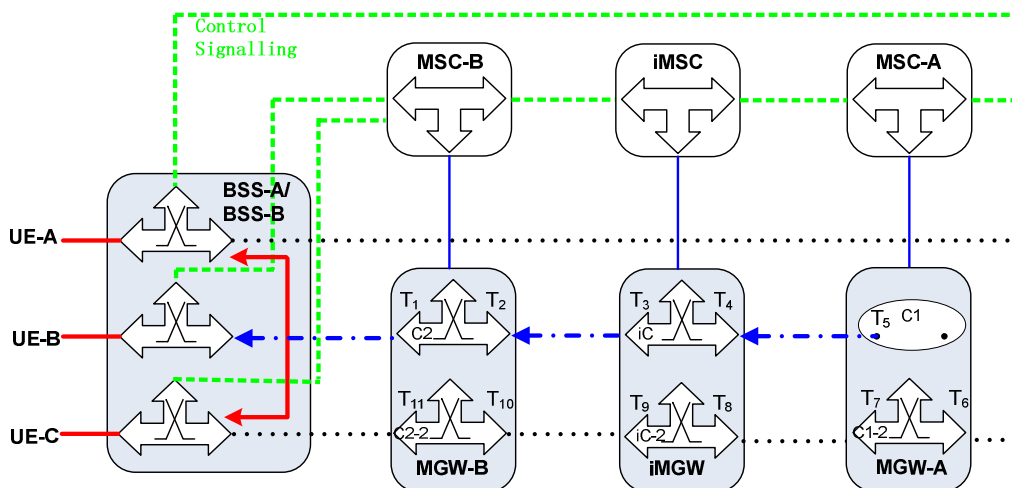 Control
Signalling
MSC-B
iMSC
MSC-A
BSS-A/
BSS-B
UE-A
T1
T2
T3
T4
T5
C1
UE-B
C2
iC
T11
T10
T9
T8
T7
T6
UE-C
C2-2
iC-2
C1-2
MGW-B
iMGW
MGW-A